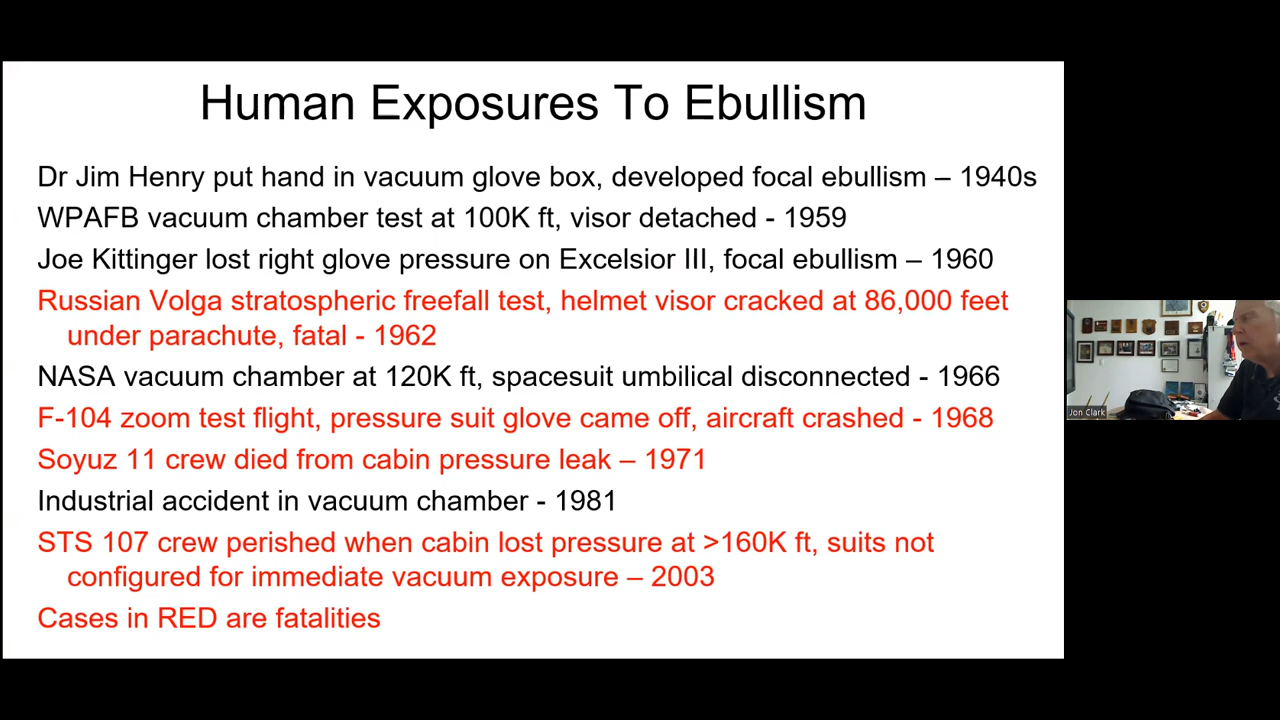 Human Exposures To Ebullism
Dr Jim Henry put hand in vacuum glove box, developed focal ebullism – 1940s
WPAFB vacuum chamber test at 100K ft, visor detached - 1959
Joe Kittinger lost right glove pressure on Excelsior III, focal ebullism – 1960
Russian Volga stratospheric freefall test, helmet visor cracked at 86,000 feet
under parachute, fatal - 1962
NASA vacuum chamber at 120K ft, spacesuit umbilical disconnected - 1966
F-104 zoom test flight, pressure suit glove came off, aircraft crashed - 1968
Soyuz 11 crew died from cabin pressure leak – 1971
Industrial accident in vacuum chamber - 1981
STS 107 crew perished when cabin lost pressure at >160K ft, suits not
configured for immediate vacuum exposure – 2003
Cases in RED are fatalities
Jon Clark